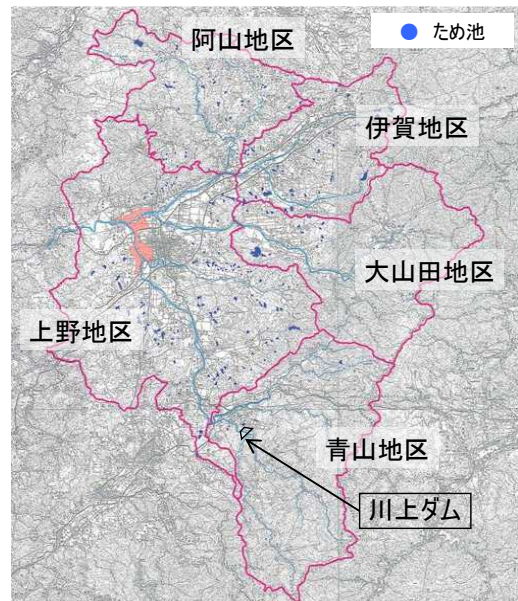 阿山地区
ため池
伊賀地区
大山田地区
上野地区
青山地区
川上ダム